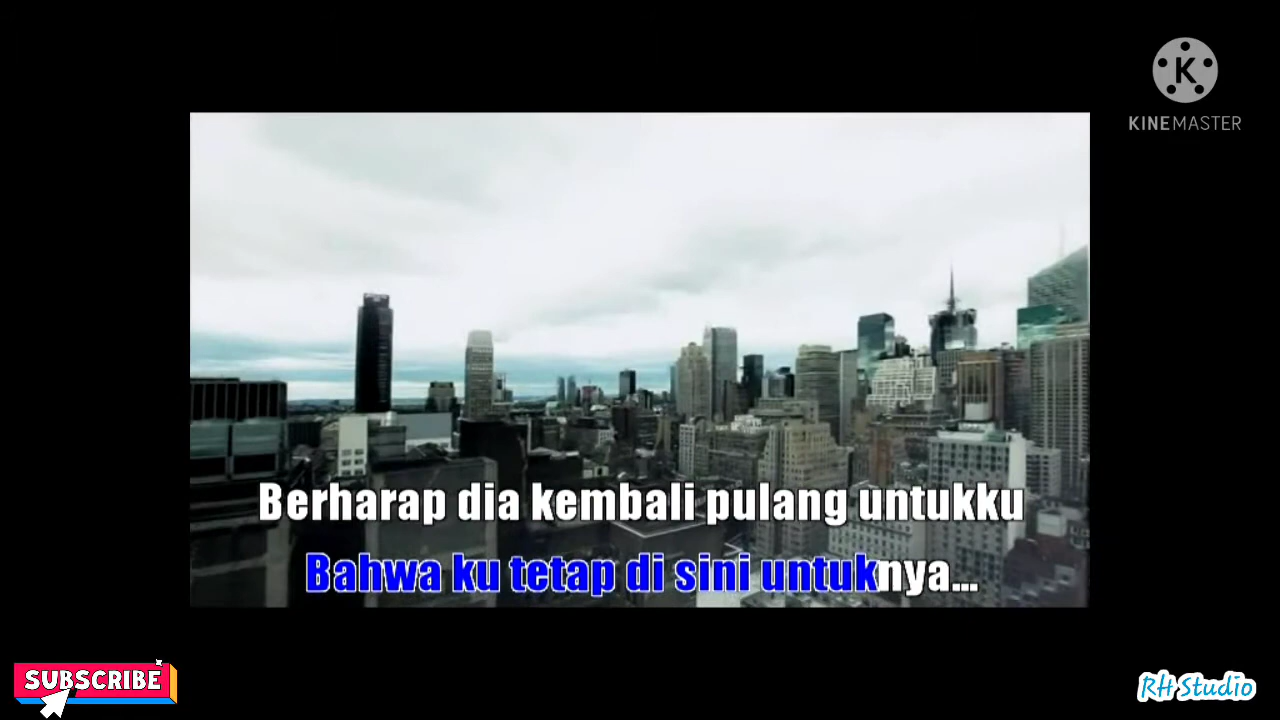 KINEMASTER
Berharap dia kembali pulang untukku
Bahwa ku tetap di sini untuknya...
SUBSCRIBE
RH Studio